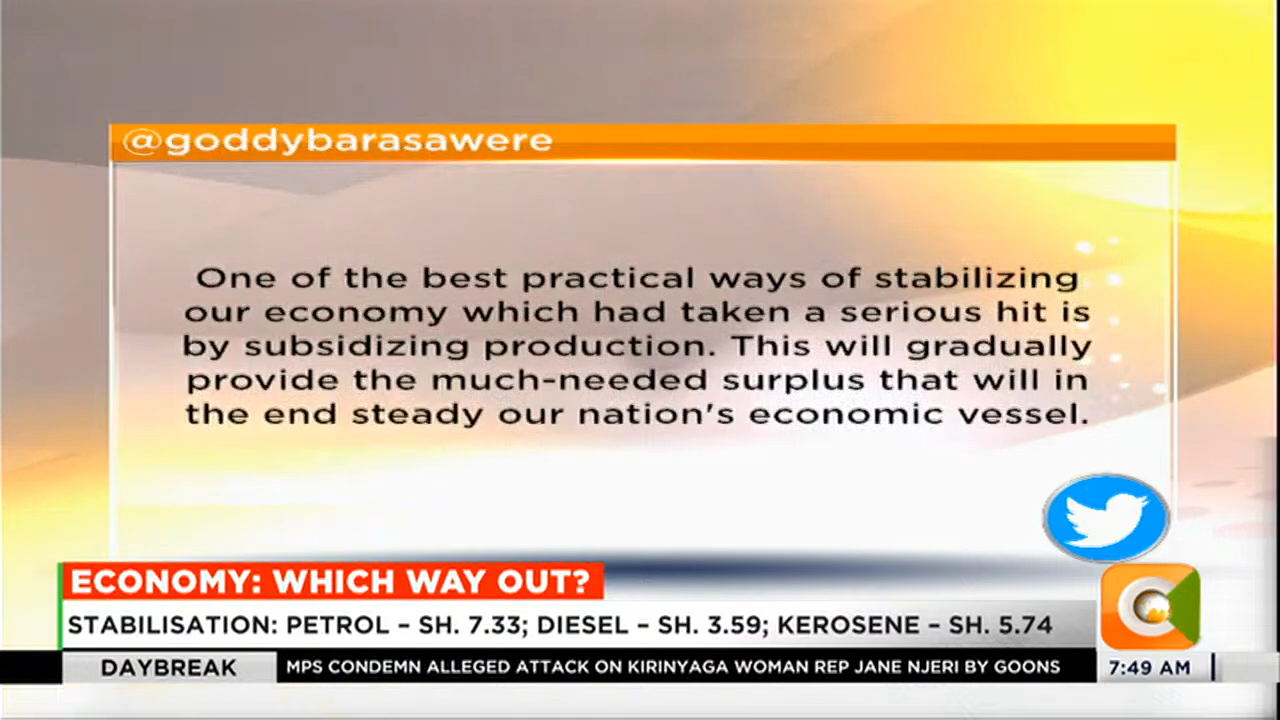 @goddybarasawere
One of the best practical ways of stabilizing
our economy which had taken a serious hit is
by subsidizing production. This will gradually
provide the much-needed surplus that will in
the end steady our nation's economic vessel.
ECONOMY: WHICH WAY OUT?
STABILISATION: PETROL – SH. 7.33; DIESEL – SH. 3.59; KEROSENE – SH. 5.74
DAYBREAK
MPS CONDEMN ALLEGED ATTACK ON KIRINYAGA WOMAN REP JANE NJERI BY GOONS
7:49 AM